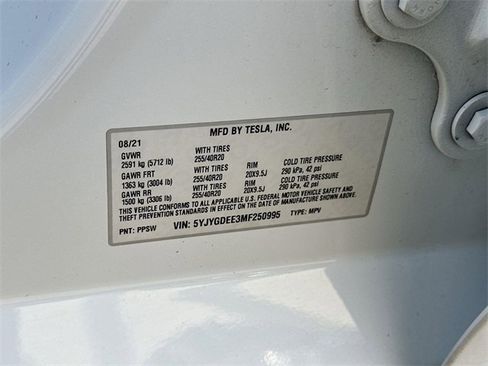 MFD BY TESLA, INC.
08/21
GVWR WITH TIRES
2591 kg (5712 lb) 255/40R20
GAWR FRT WITH TIRES RIM COLD TIRE PRESSURE
1363 kg (3004 lb) 255/40R20 20X9.5J 290 kPa, 42 psi
GAWR RR WITH TIRES RIM COLD TIRE PRESSURE
1500 kg (3306 lb) 255/40R20 20X9.5J 290 kPa, 42 psi
THIS VEHICLE CONFORMS TO ALL APPLICABLE U.S. FEDERAL MOTOR VEHICLE SAFETY AND
THEFT PREVENTION STANDARDS IN EFFECT ON THE DATE OF MANUFACTURE SHOWN ABOVE.
PNT: PPSW VIN: 5YJYGDEE3MF250995 TYPE: MPV